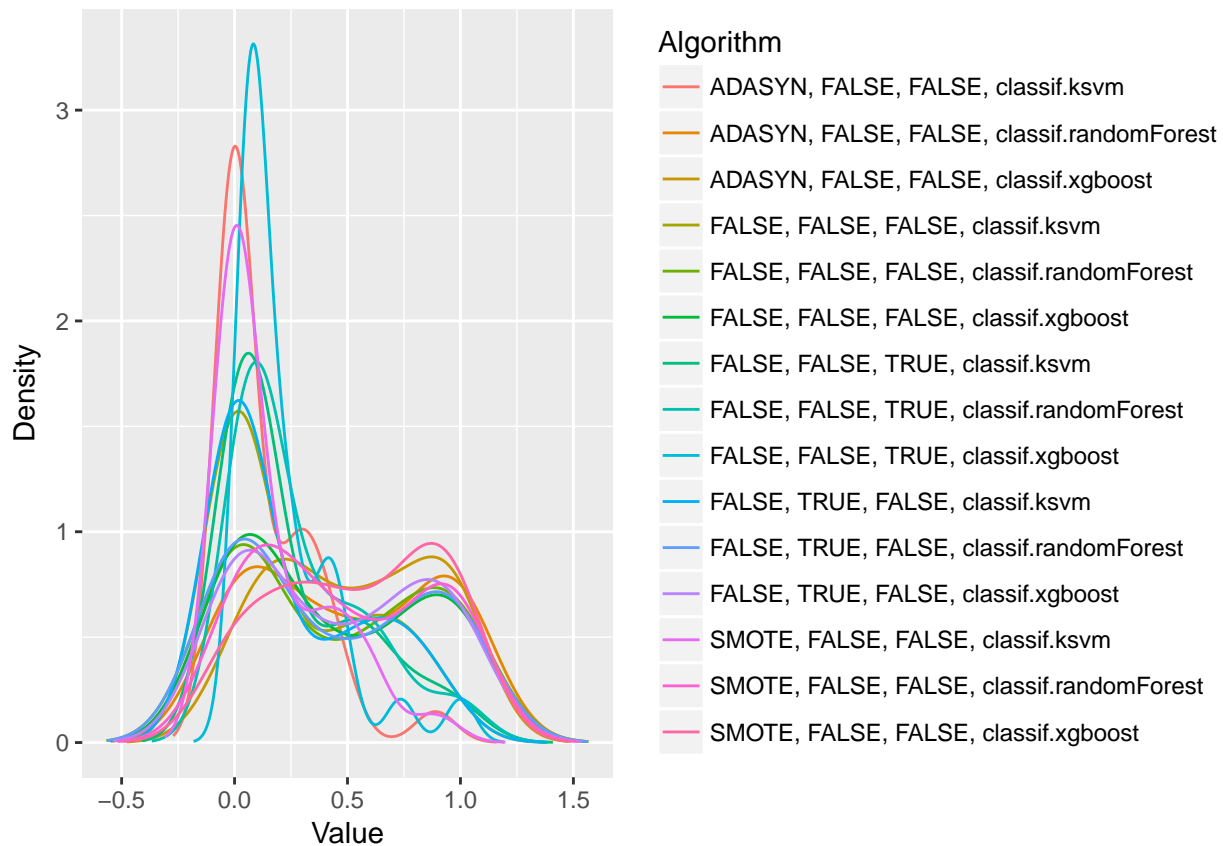 Algorithm
ADASYN, FALSE, FALSE, classif.ksvm
ADASYN, FALSE, FALSE, classif.randomForest
ADASYN, FALSE, FALSE, classif.xgboost
FALSE, FALSE, FALSE, classif.ksvm
FALSE, FALSE, FALSE, classif.randomForest
FALSE, FALSE, FALSE, classif.xgboost
FALSE, FALSE, TRUE, classif.ksvm
FALSE, FALSE, TRUE, classif.randomForest
FALSE, FALSE, TRUE, classif.xgboost
FALSE, TRUE, FALSE, classif.ksvm
FALSE, TRUE, FALSE, classif.randomForest
FALSE, TRUE, FALSE, classif.xgboost
SMOTE, FALSE, FALSE, classif.ksvm
SMOTE, FALSE, FALSE, classif.randomForest
SMOTE, FALSE, FALSE, classif.xgboost
Density
3
2
1
0
−0.5 0.0 0.5 1.0 1.5
Value